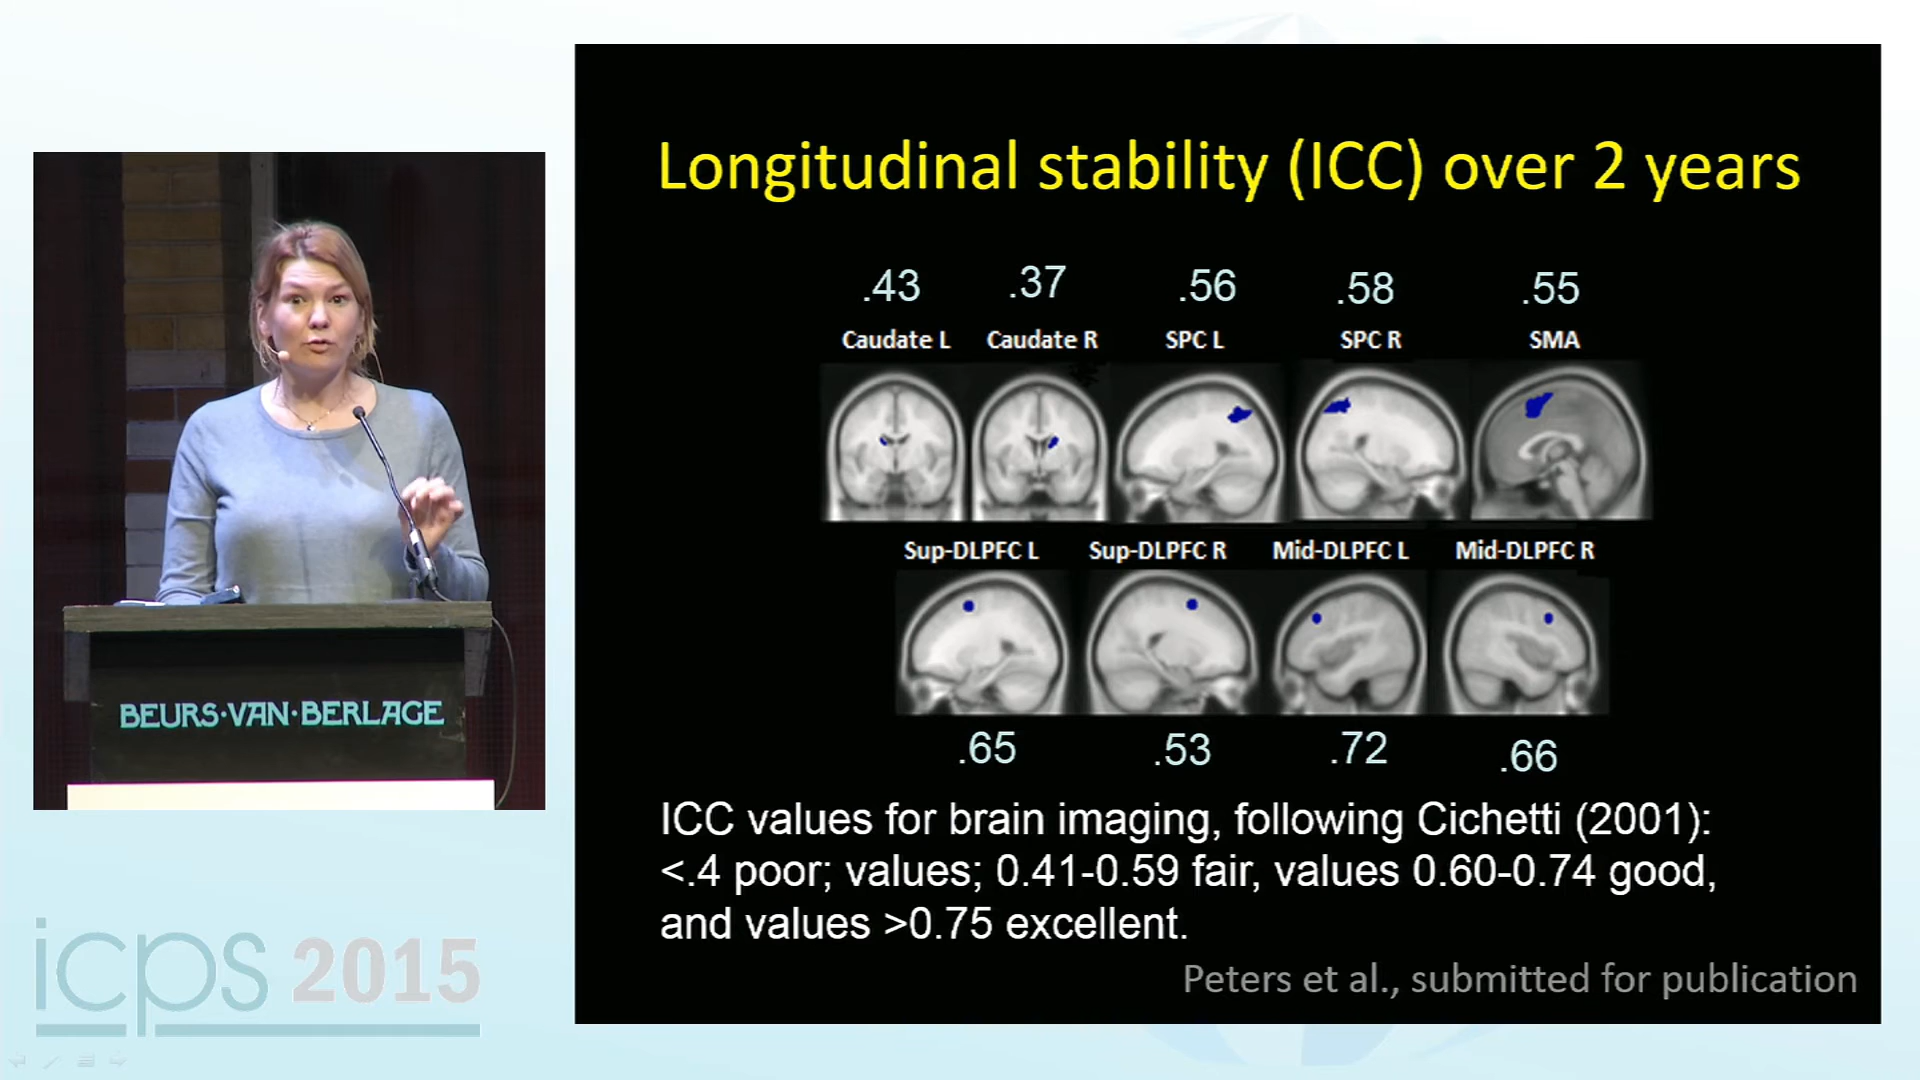 Longitudinal stability (ICC) over 2 years
.43 .37 .56 .58 .55
Caudate L Caudate R SPC L SPC R SMA
Sup-DLPFC L Sup-DLPFC R Mid-DLPFC L Mid-DLPFC R
.65 .53 .72 .66
ICC values for brain imaging, following Cichetti (2001):
<.4 poor; values; 0.41-0.59 fair, values 0.60-0.74 good,
and values >0.75 excellent.
Peters et al., submitted for publication
BEURS·VAN·BERLAGE
icps 2015